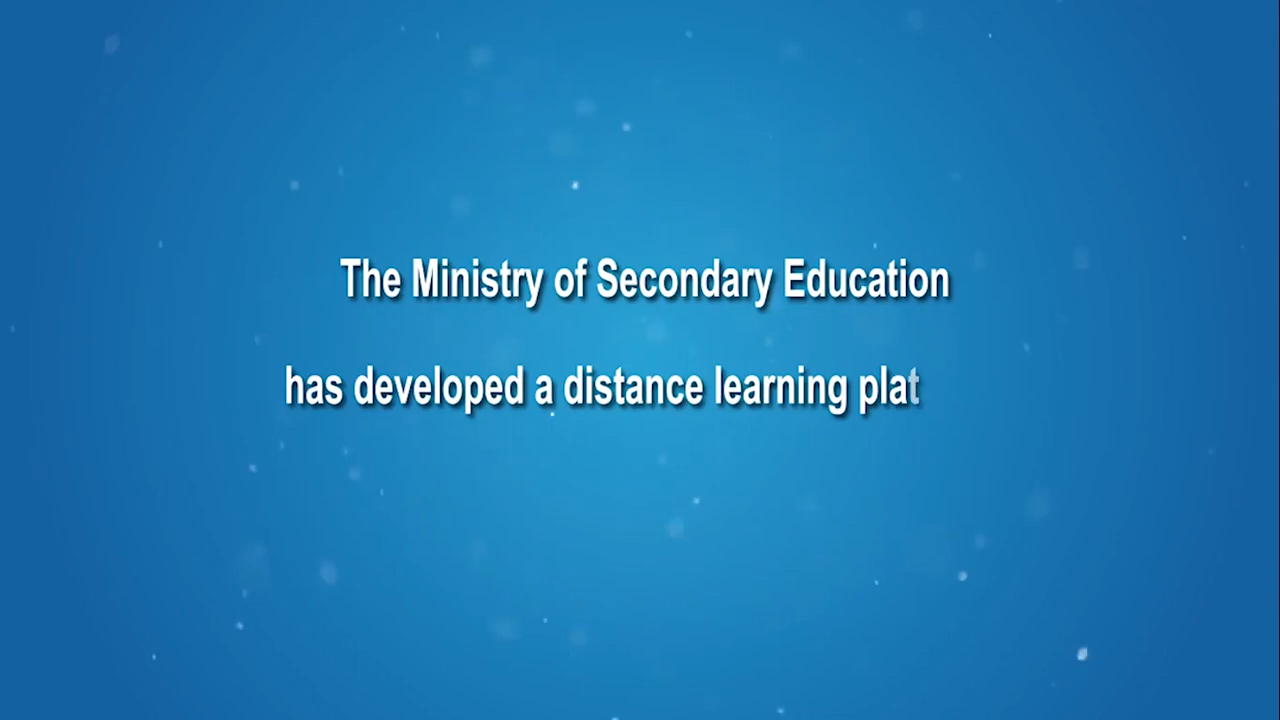 The Ministry of Secondary Education
has developed a distance learning plat